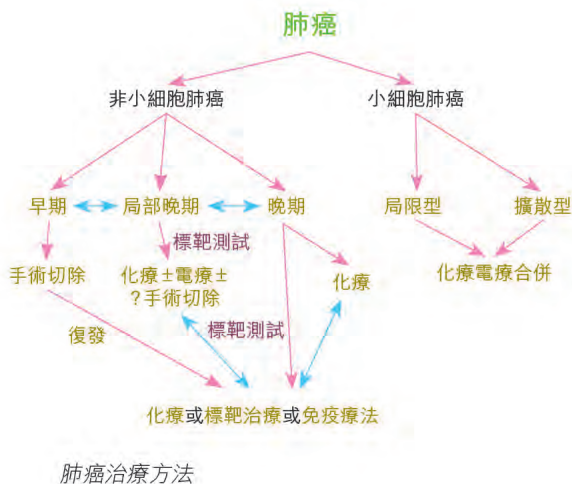 肺癌
非小細胞肺癌
小細胞肺癌
早期
局部晚期
晚期
局限型
擴散型
標靶測試
手術切除
化療±電療±
?手術切除
化療
化療電療合併
復發
標靶測試
化療或標靶治療或免疫療法
肺癌治療方法